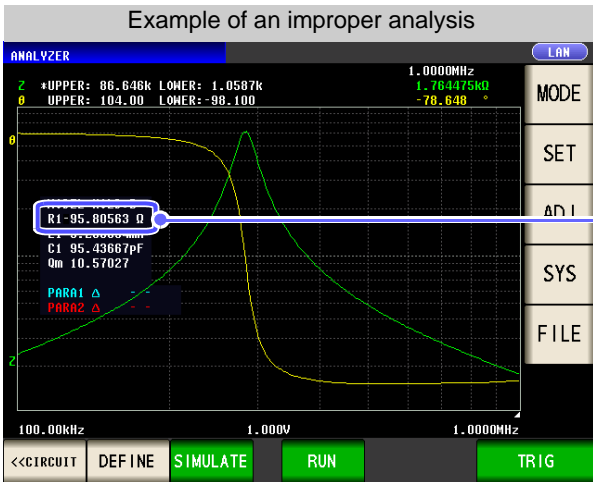 Example of an improper analysis
ANALYZER
LAN
1.0000MHz
Z *UPPER: 86.646k LOWER: 1.0587k 1.764475kΩ
θ UPPER: 104.00 LOWER:-98.100 -78.648 °
MODE
SET
SYS
FILE
θ
R1-95.80563 Ω
C1 95.43667pF
Qm 10.57027
PARA1 Δ - -
PARA2 Δ - -
Z
100.00kHz 1.000V 1.0000MHz
<<CIRCUIT DEFINE SIMULATE RUN TRIG